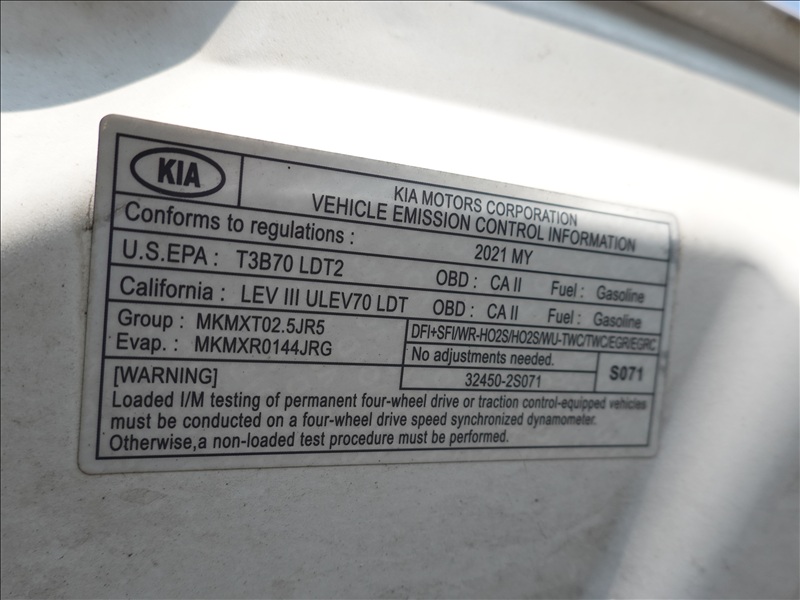 KIA
KIA MOTORS CORPORATION
VEHICLE EMISSION CONTROL INFORMATION
Conforms to regulations : 2021 MY
U.S.EPA : T3B70 LDT2 OBD : CA II Fuel : Gasoline
California : LEV III ULEV70 LDT OBD : CA II Fuel : Gasoline
Group : MKMXT02.5JR5
Evap. : MKMXR0144JRG
DFI+SFI/WR-HO2S/HO2S/WU-TWC/TWC/EGR/EGRC
No adjustments needed.
32450-2S071
S071
[WARNING]
Loaded I/M testing of permanent four-wheel drive or traction control-equipped vehicles
must be conducted on a four-wheel drive speed synchronized dynamometer.
Otherwise,a non-loaded test procedure must be performed.